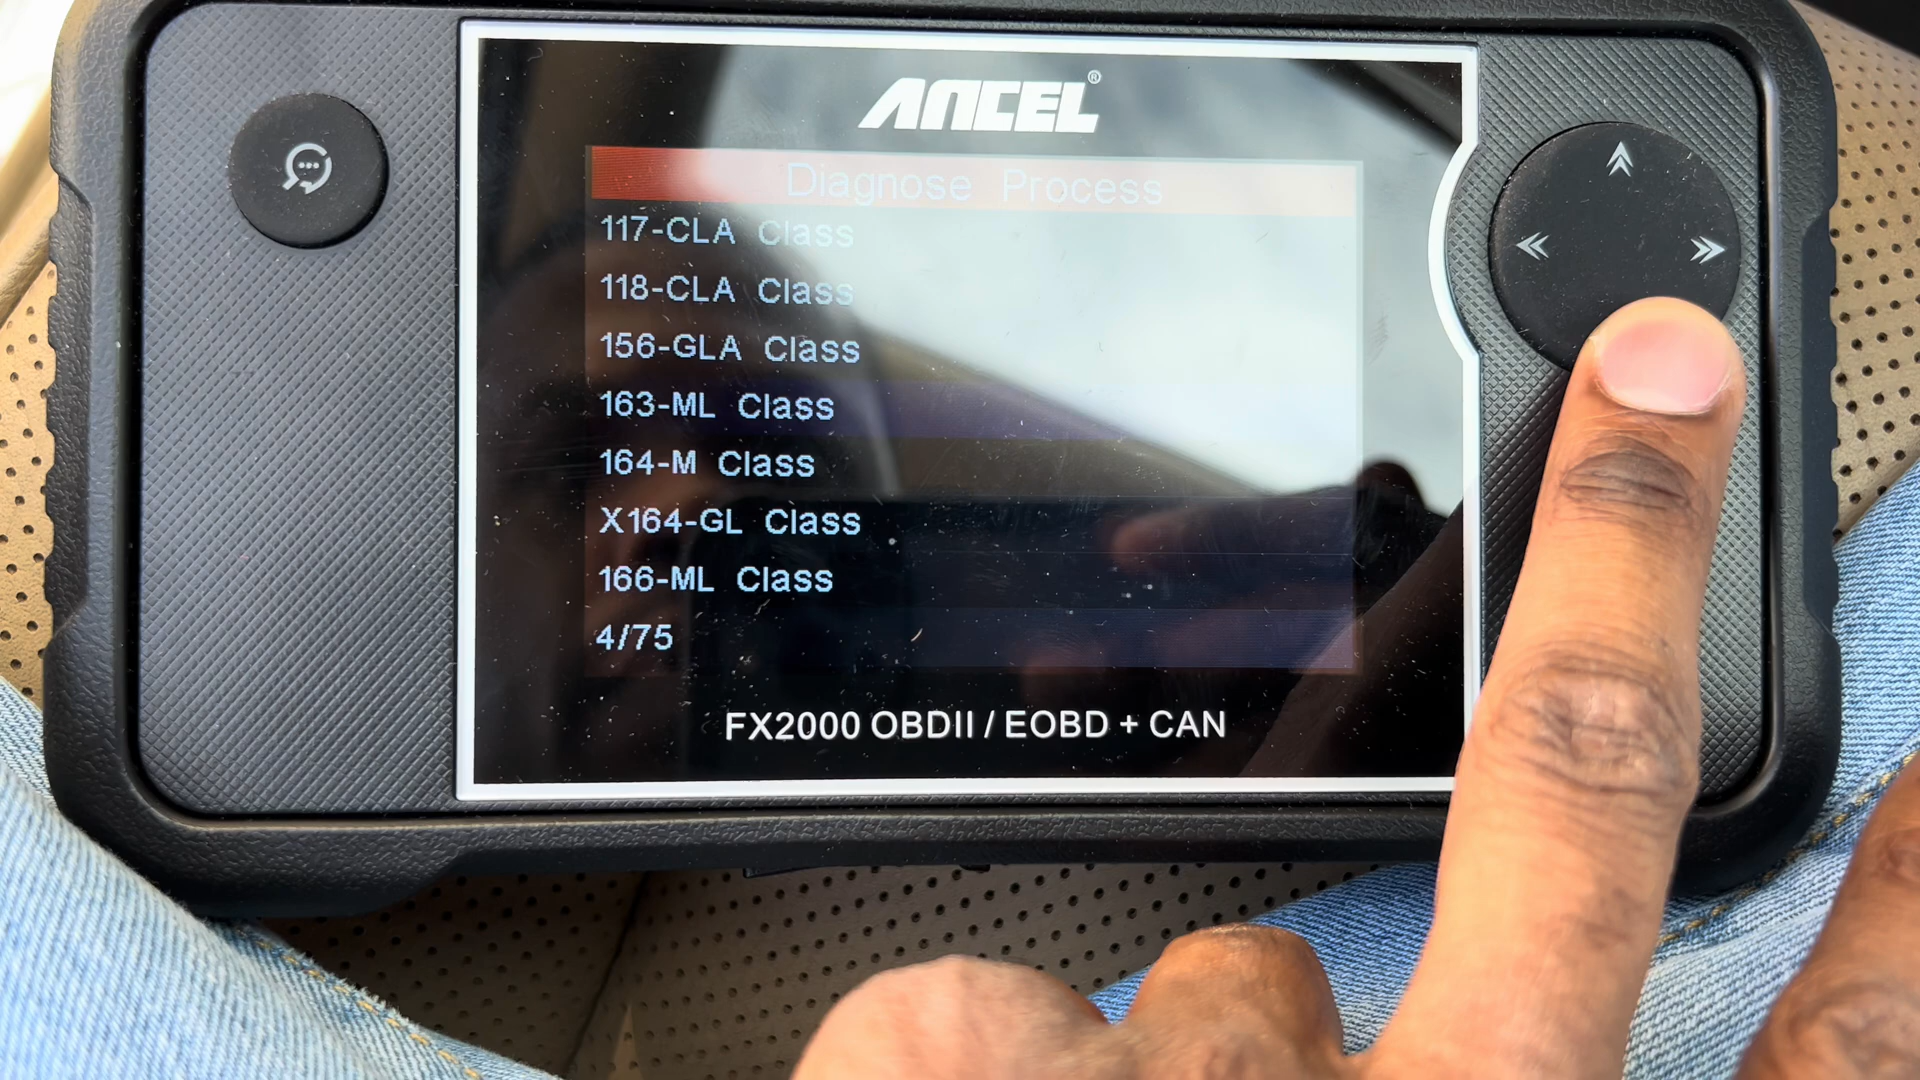 ANCEL®
Diagnose Process
117-CLA Class
118-CLA Class
156-GLA Class
163-ML Class
164-M Class
X164-GL Class
166-ML Class
4/75
FX2000 OBDII / EOBD + CAN